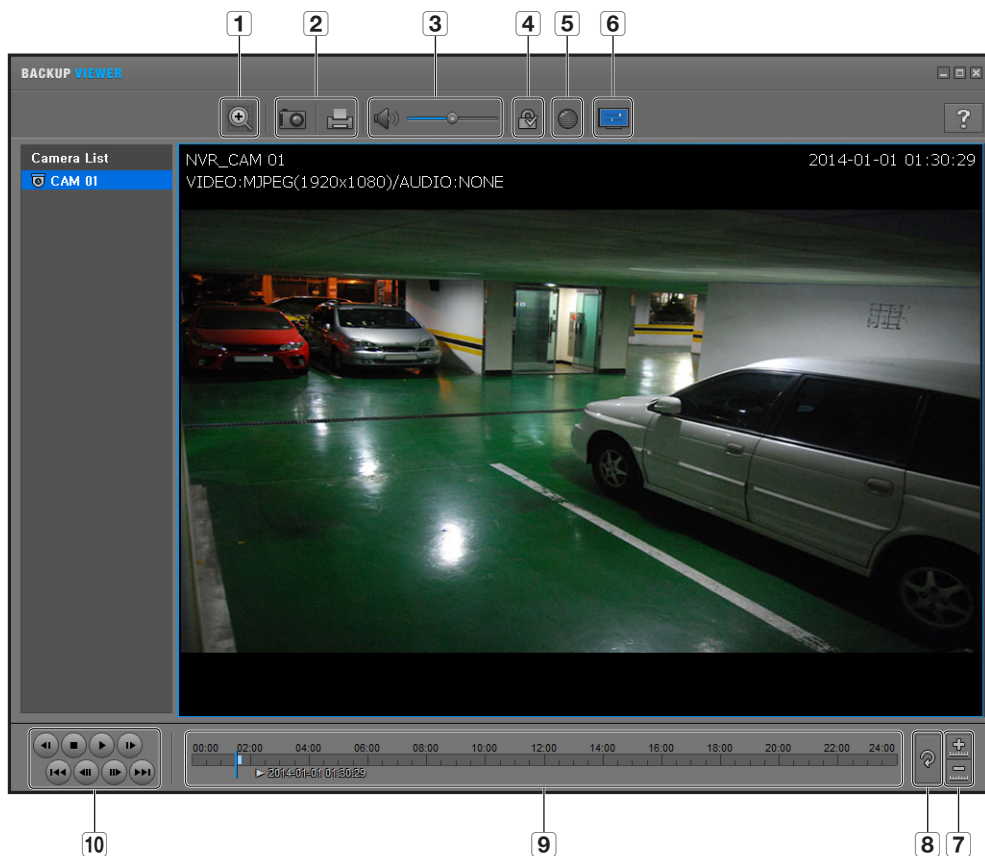 1 2 3 4 5 6
BACKUP VIEWER
?
Camera List
CAM 01
NVR_CAM 01
2014-01-01 01:30:29
VIDEO:MJPEG(1920x1080)/AUDIO:NONE
00:00 02:00 04:00 06:00 08:00 10:00 12:00 14:00 16:00 18:00 20:00 22:00 24:00
2014-01-01 01:30:29
10 9 8 7